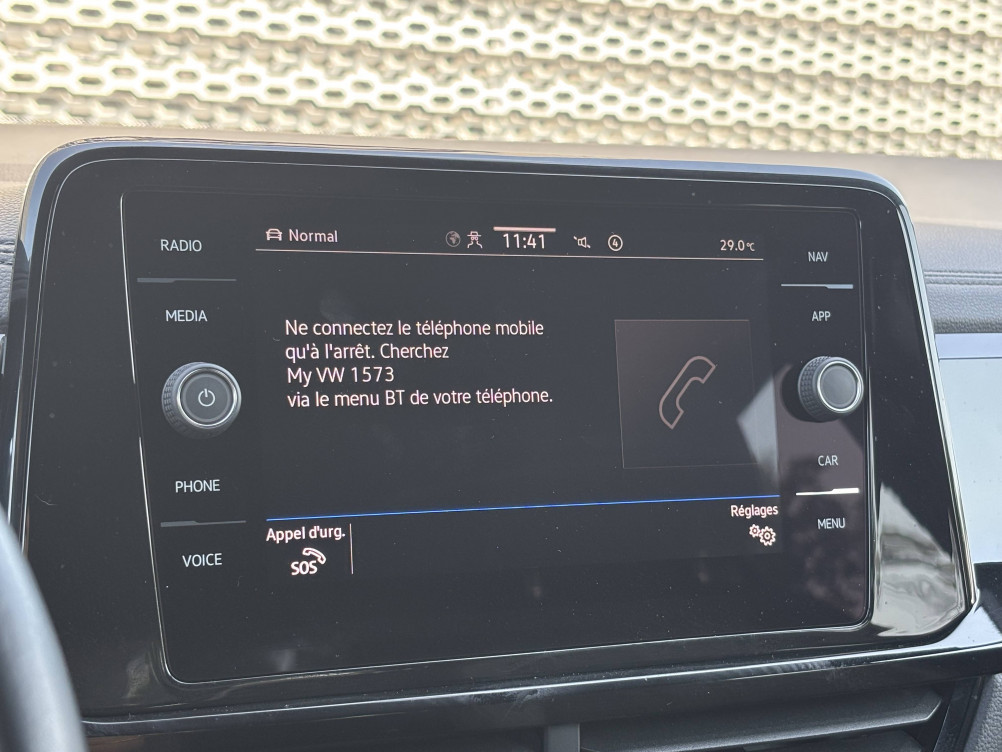 RADIO
MEDIA
PHONE
VOICE
Normal
11:41
4
29.0°C
Ne connectez le téléphone mobile
qu'à l'arrêt. Cherchez
My VW 1573
via le menu BT de votre téléphone.
Appel d'urg.
SOS
Réglages
NAV
APP
CAR
MENU